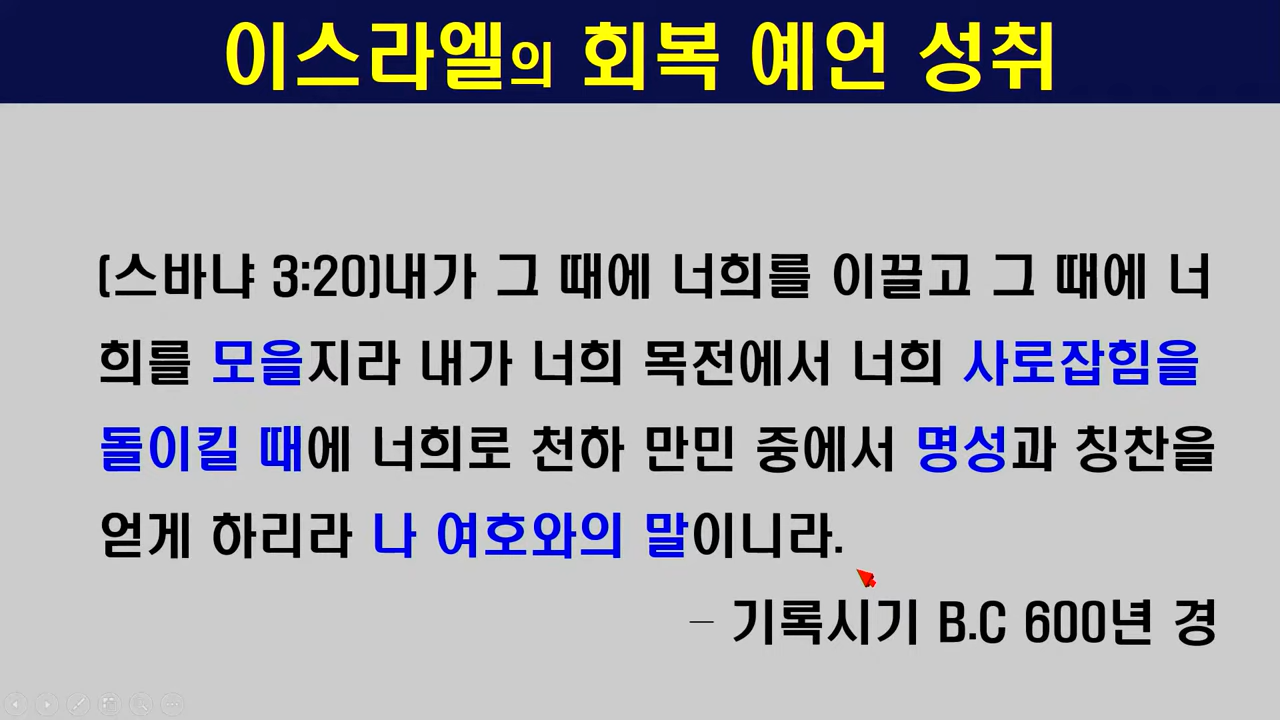 이스라엘의 회복 예언 성취
(스바냐 3:20)내가 그 때에 너희를 이끌고 그 때에 너
희를 모을지라 내가 너희 목전에서 너희 사로잡힘을
돌이킬 때에 너희로 천하 만민 중에서 명성과 칭찬을
얻게 하리라 나 여호와의 말이니라.
– 기록시기 B.C 600년 경